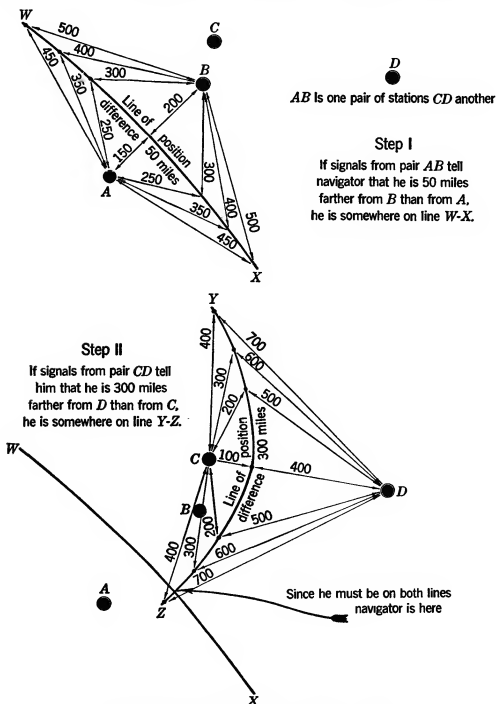 W
500
400
300
450
350
250
C
B
200
150
A
Line of position
difference 50 miles
250
350
450
300
400
500
X
D
AB Is one pair of stations CD another
Step I
If signals from pair AB tell
navigator that he is 50 miles
farther from B than from A,
he is somewhere on line W-X.
Step II
If signals from pair CD tell
him that he is 300 miles
farther from D than from C,
he is somewhere on line Y-Z.
Y
400
300
200
700
600
500
C
100
400
D
Line of position
difference 300 miles
B
200
300
400
500
600
700
W
A
Z
X
Since he must be on both lines
navigator is here